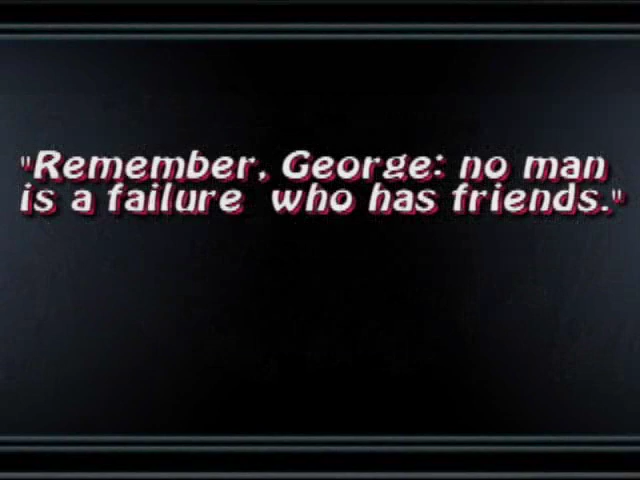 "Remember, George: no man
is a failure  who has friends."